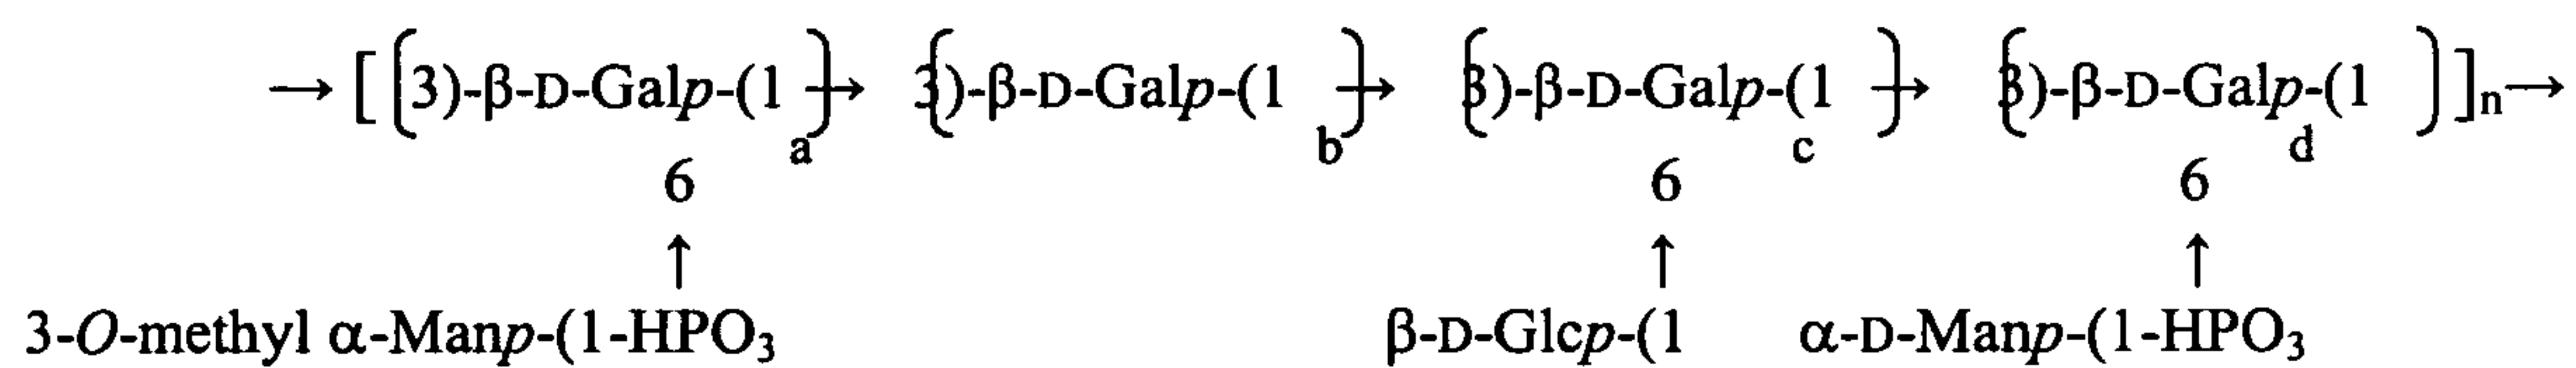 → [ {3)-β-D-Galp-(1 }→ {3)-β-D-Galp-(1 }→ {3)-β-D-Galp-(1 }→ {3)-β-D-Galp-(1 }]n→
a b c d
6 6 6
↑ ↑ ↑
3-O-methyl α-Manp-(1-HPO₃ β-D-Glcp-(1 α-D-Manp-(1-HPO₃